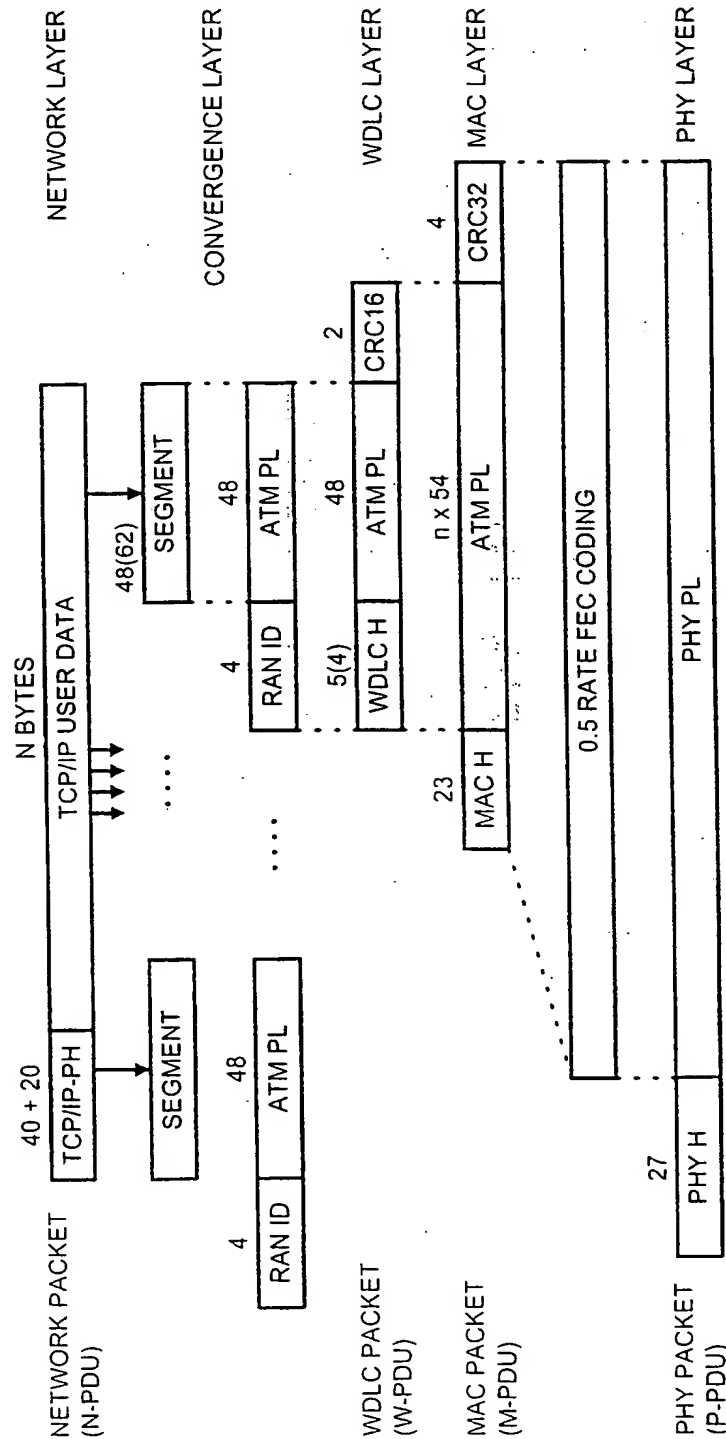 NETWORK PACKET
(N-PDU)
40 + 20
N BYTES
NETWORK LAYER
TCP/IP-PH
TCP/IP USER DATA
....
48(62)
SEGMENT
SEGMENT
CONVERGENCE LAYER
4
48
....
4
48
RAN ID
ATM PL
RAN ID
ATM PL
WDLC PACKET
(W-PDU)
5(4)
48
2
WDLC LAYER
WDLC H
ATM PL
CRC16
MAC PACKET
(M-PDU)
23
n x 54
4
MAC LAYER
MAC H
ATM PL
CRC32
0.5 RATE FEC CODING
PHY PACKET
(P-PDU)
27
PHY LAYER
PHY H
PHY PL